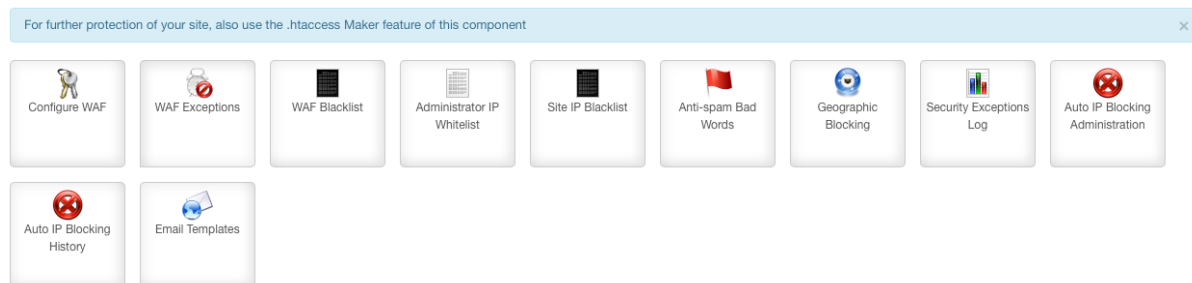 For further protection of your site, also use the .htaccess Maker feature of this component
×
Configure WAF
WAF Exceptions
WAF Blacklist
Administrator IP
Whitelist
Site IP Blacklist
Anti-spam Bad
Words
Geographic
Blocking
Security Exceptions
Log
Auto IP Blocking
Administration
Auto IP Blocking
History
Email Templates